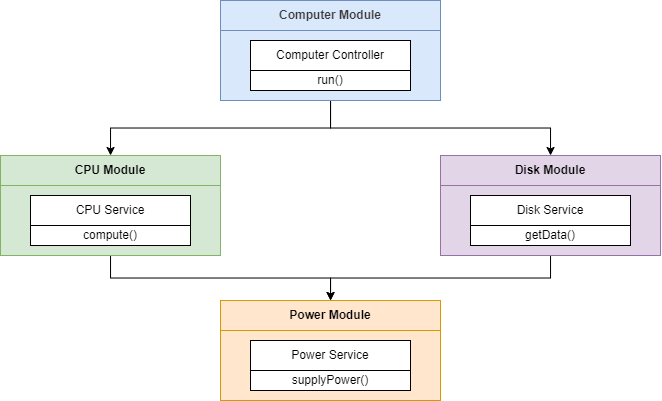 Computer Module
Computer Controller
run()
CPU Module
CPU Service
compute()
Disk Module
Disk Service
getData()
Power Module
Power Service
supplyPower()